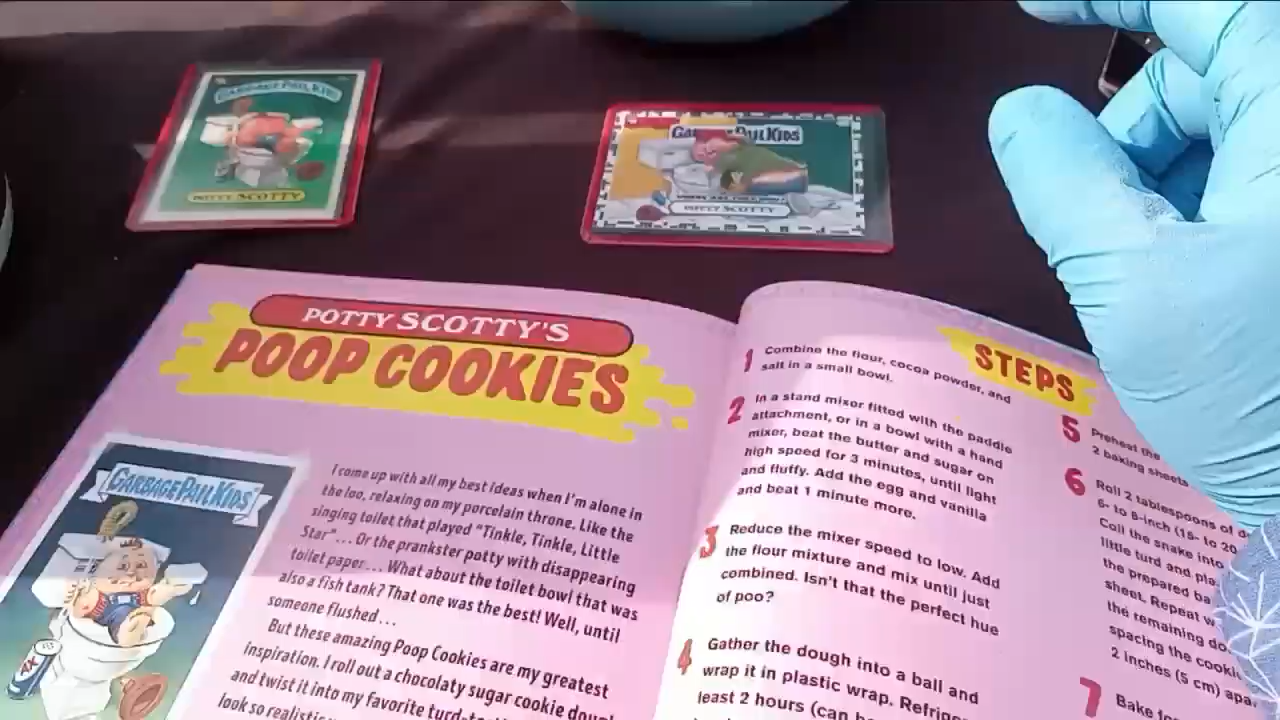 GARBAGE PAIL KIDS
POTTY SCOTTY
GARBAGE PAIL KIDS
POTTY SCOTTY
POTTY SCOTTY'S
POOP COOKIES
GARBAGE PAIL KIDS
4X
I come up with all my best ideas when I'm alone in
the loo, relaxing on my porcelain throne. Like the
singing toilet that played "Tinkle, Tinkle, Little
Star"... Or the prankster potty with disappearing
toilet paper... What about the toilet bowl that was
also a fish tank? That one was the best! Well, until
someone flushed...
But these amazing Poop Cookies are my greatest
inspiration. I roll out a chocolaty sugar cookie
and twist it into my favorite
look so
STEPS
1 Combine the flour, cocoa powder, and
salt in a small bowl.
2 In a stand mixer fitted with the paddle
attachment, or in a bowl with a hand
mixer, beat the butter and sugar on
high speed for 3 minutes, until light
and fluffy. Add the egg and vanilla
and beat 1 minute more.
3 Reduce the mixer speed to low. Add
the flour mixture and mix until just
combined. Isn't that the perfect hue
of poo?
4 Gather the dough into a ball and
wrap it in plastic wrap.
least 2 hours (can
5 Preheat the
2 baking sheets
6 Roll 2 tablespoons of
6- to 8-inch (15- to 20
Coil the snake into
little turd and
the prepared
sheet. Repeat
the remaining
spacing the
2 inches (5 cm)
7 Bake